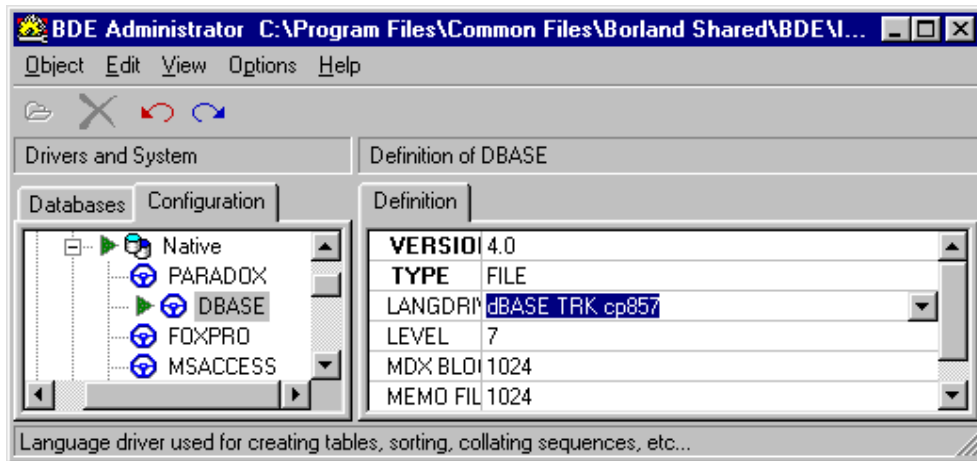 BDE Administrator C:\Program Files\Common Files\Borland Shared\BDE\I...
Object Edit View Options Help
Drivers and System
Definition of DBASE
Databases Configuration
Definition
Native
PARADOX
DBASE
FOXPRO
MSACCESS
VERSIO 4.0
TYPE FILE
LANGDRI dBASE TRK cp857
LEVEL 7
MDX BLO 1024
MEMO FIL 1024
Language driver used for creating tables, sorting, collating sequences, etc...